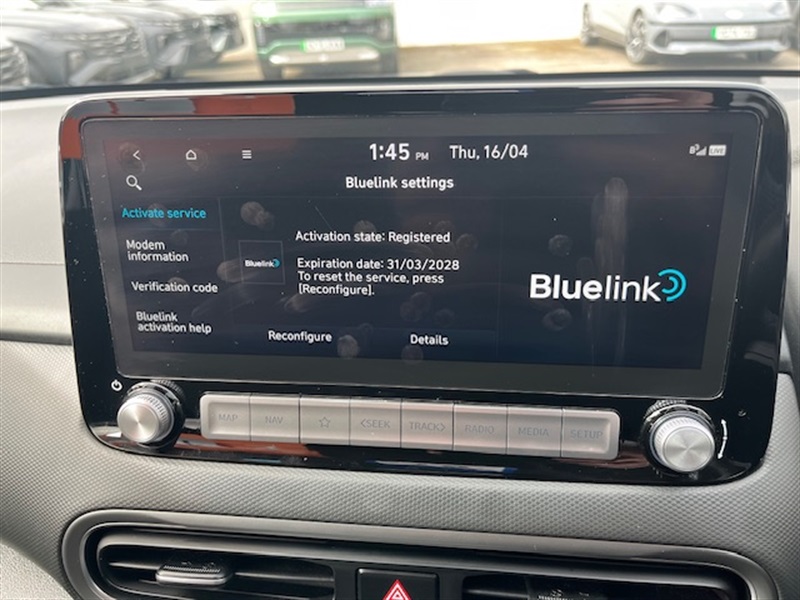 1:45 PM Thu, 16/04
LIVE
Bluelink settings
Activate service
Modem
information
Verification code
Bluelink
activation help
Bluelink
Activation state: Registered
Expiration date: 31/03/2028
To reset the service, press
[Reconfigure].
Reconfigure
Details
Bluelink
MAP NAV ☆ <SEEK TRACK> RADIO MEDIA SETUP